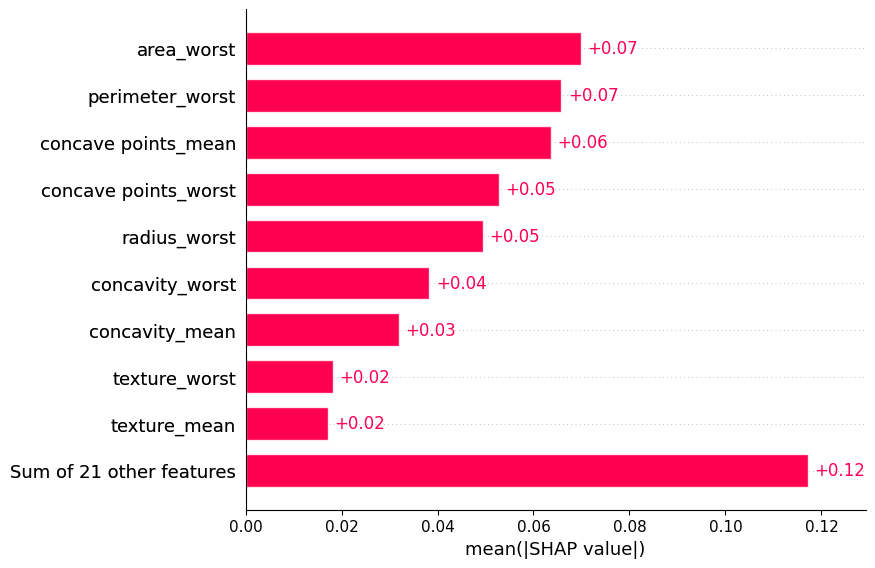 area_worst +0.07
perimeter_worst +0.07
concave points_mean +0.06
concave points_worst +0.05
radius_worst +0.05
concavity_worst +0.04
concavity_mean +0.03
texture_worst +0.02
texture_mean +0.02
Sum of 21 other features +0.12
0.00 0.02 0.04 0.06 0.08 0.10 0.12
mean(|SHAP value|)